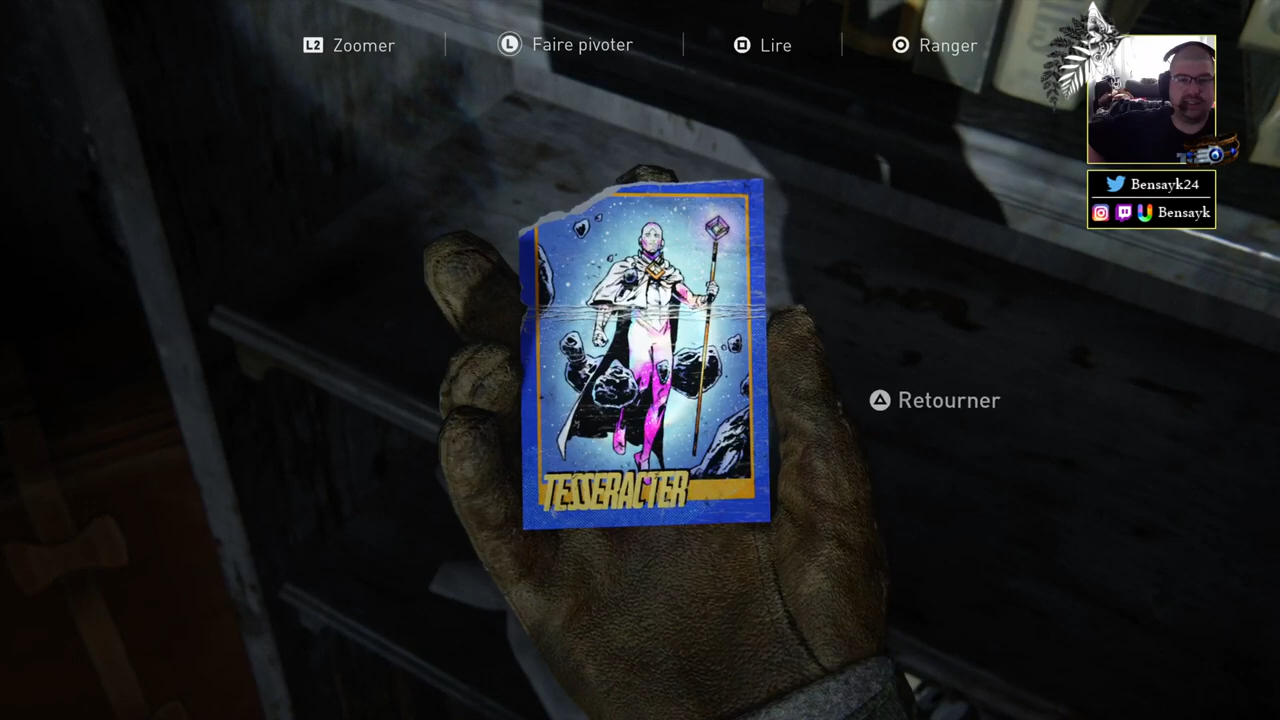 L2 Zoomer
L Faire pivoter
Lire
Ranger
Bensayk24
Bensayk
Retourner
TESSERACTER